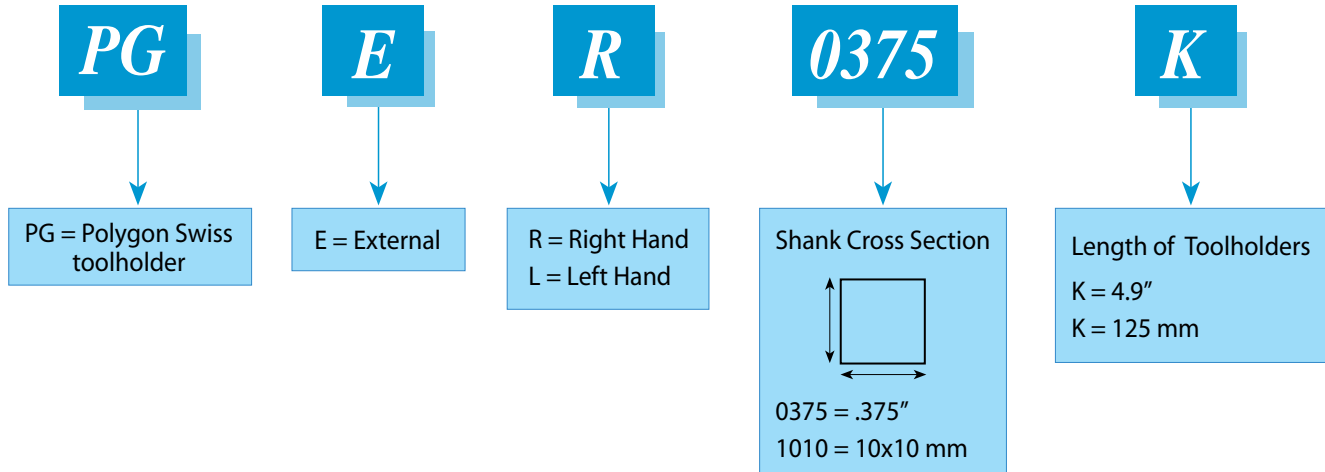 PG
E
R
0375
K
PG = Polygon Swiss
toolholder
E = External
R = Right Hand
L = Left Hand
Shank Cross Section
0375 = .375″
1010 = 10x10 mm
Length of Toolholders
K = 4.9″
K = 125 mm